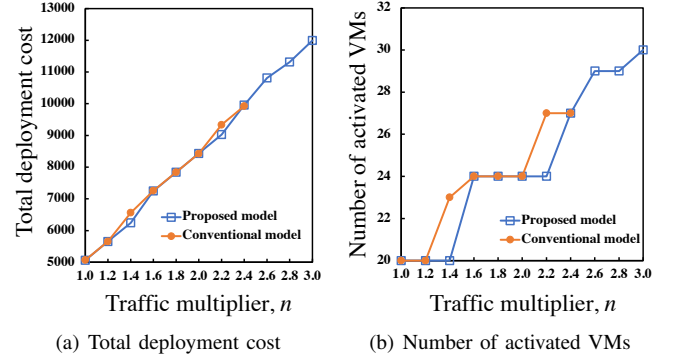 Total deployment cost
13000
12000
11000
10000
9000
8000
7000
6000
5000
Proposed model
Conventional model
1.0 1.2 1.4 1.6 1.8 2.0 2.2 2.4 2.6 2.8 3.0
Traffic multiplier, n
(a) Total deployment cost
Number of activated VMs
32
30
28
26
24
22
20
Proposed model
Conventional model
1.0 1.2 1.4 1.6 1.8 2.0 2.2 2.4 2.6 2.8 3.0
Traffic multiplier, n
(b) Number of activated VMs